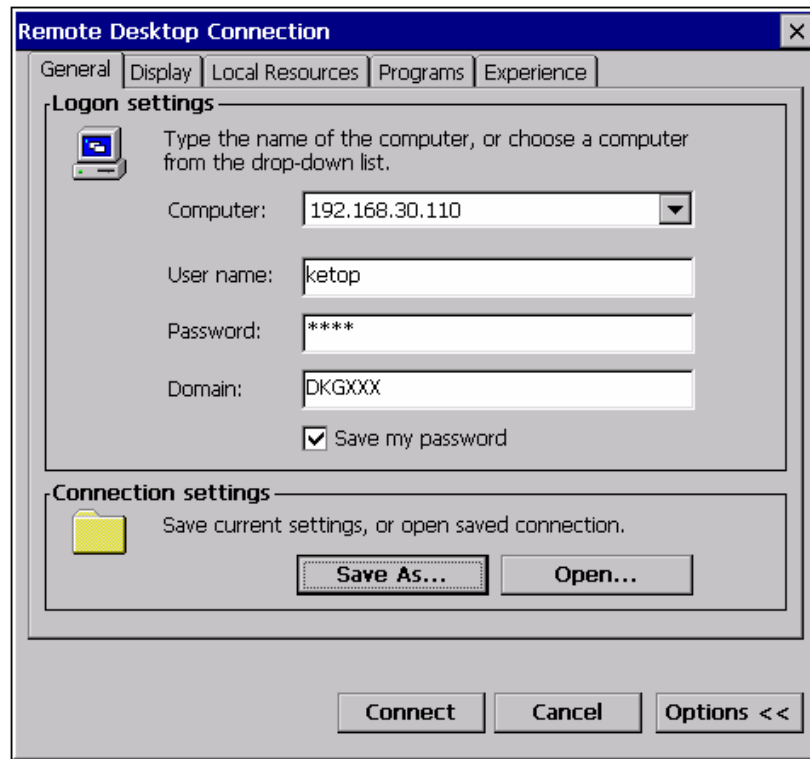 Remote Desktop Connection
General Display Local Resources Programs Experience
Logon settings
Type the name of the computer, or choose a computer
from the drop-down list.
Computer: 192.168.30.110
User name: ketop
Password: ****
Domain: DKGXXX
Save my password
Connection settings
Save current settings, or open saved connection.
Save As... Open...
Connect Cancel Options <<